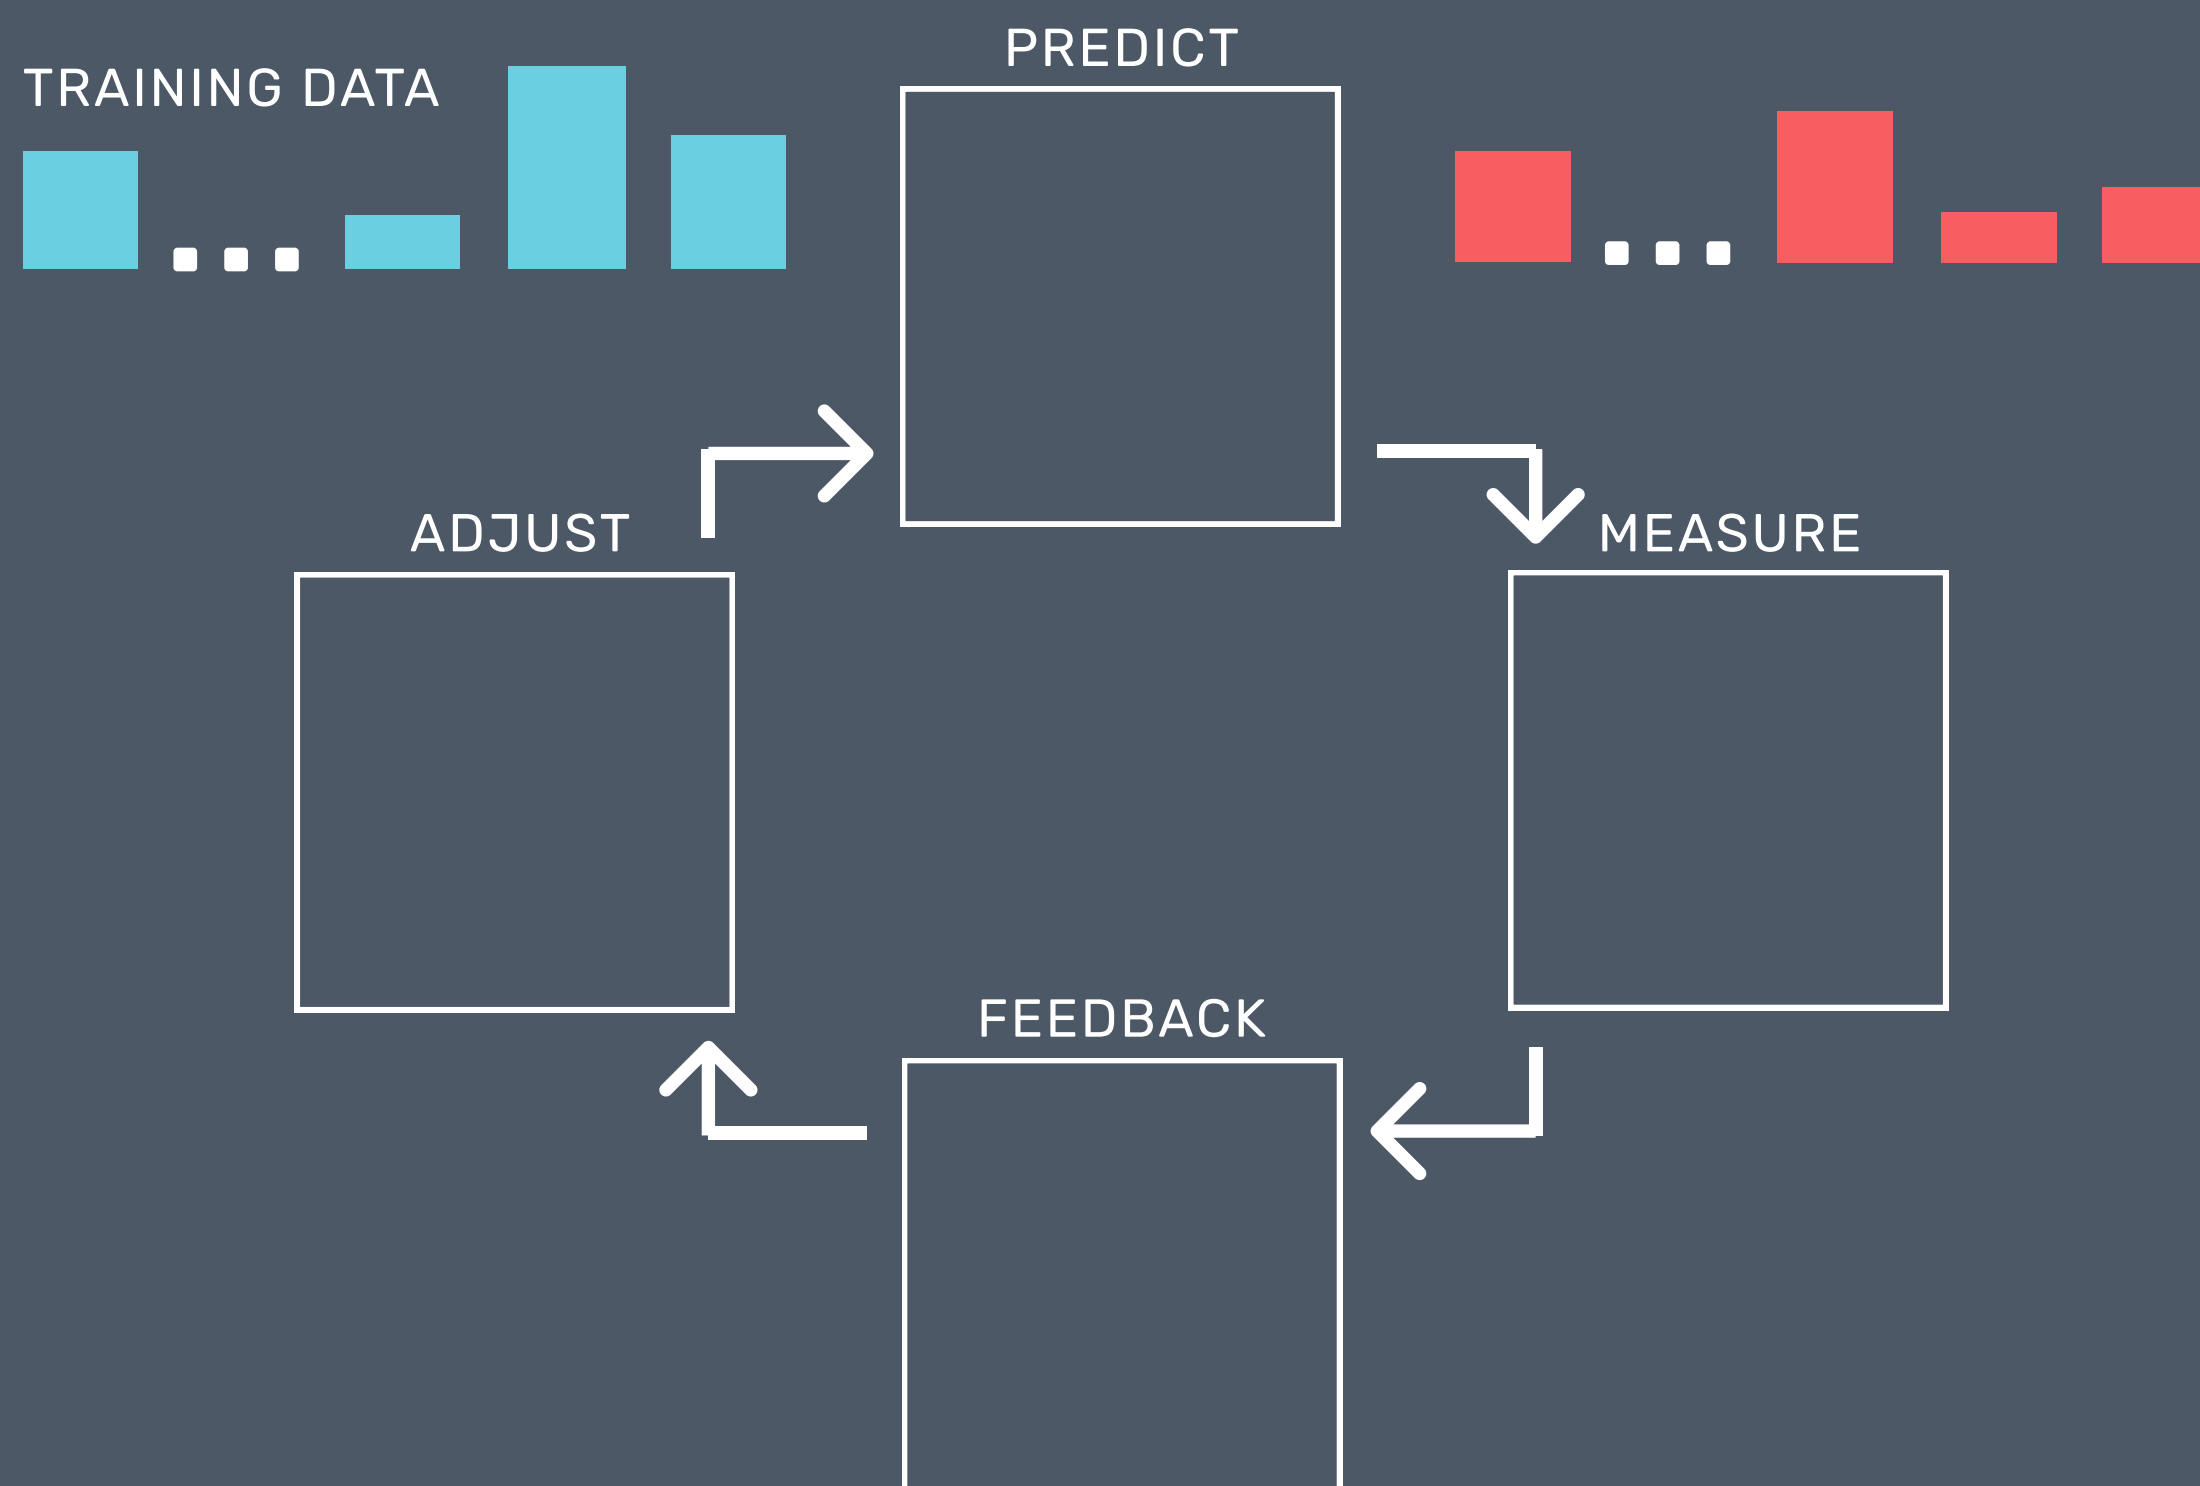 PREDICT
TRAINING DATA
...
...
ADJUST
MEASURE
FEEDBACK